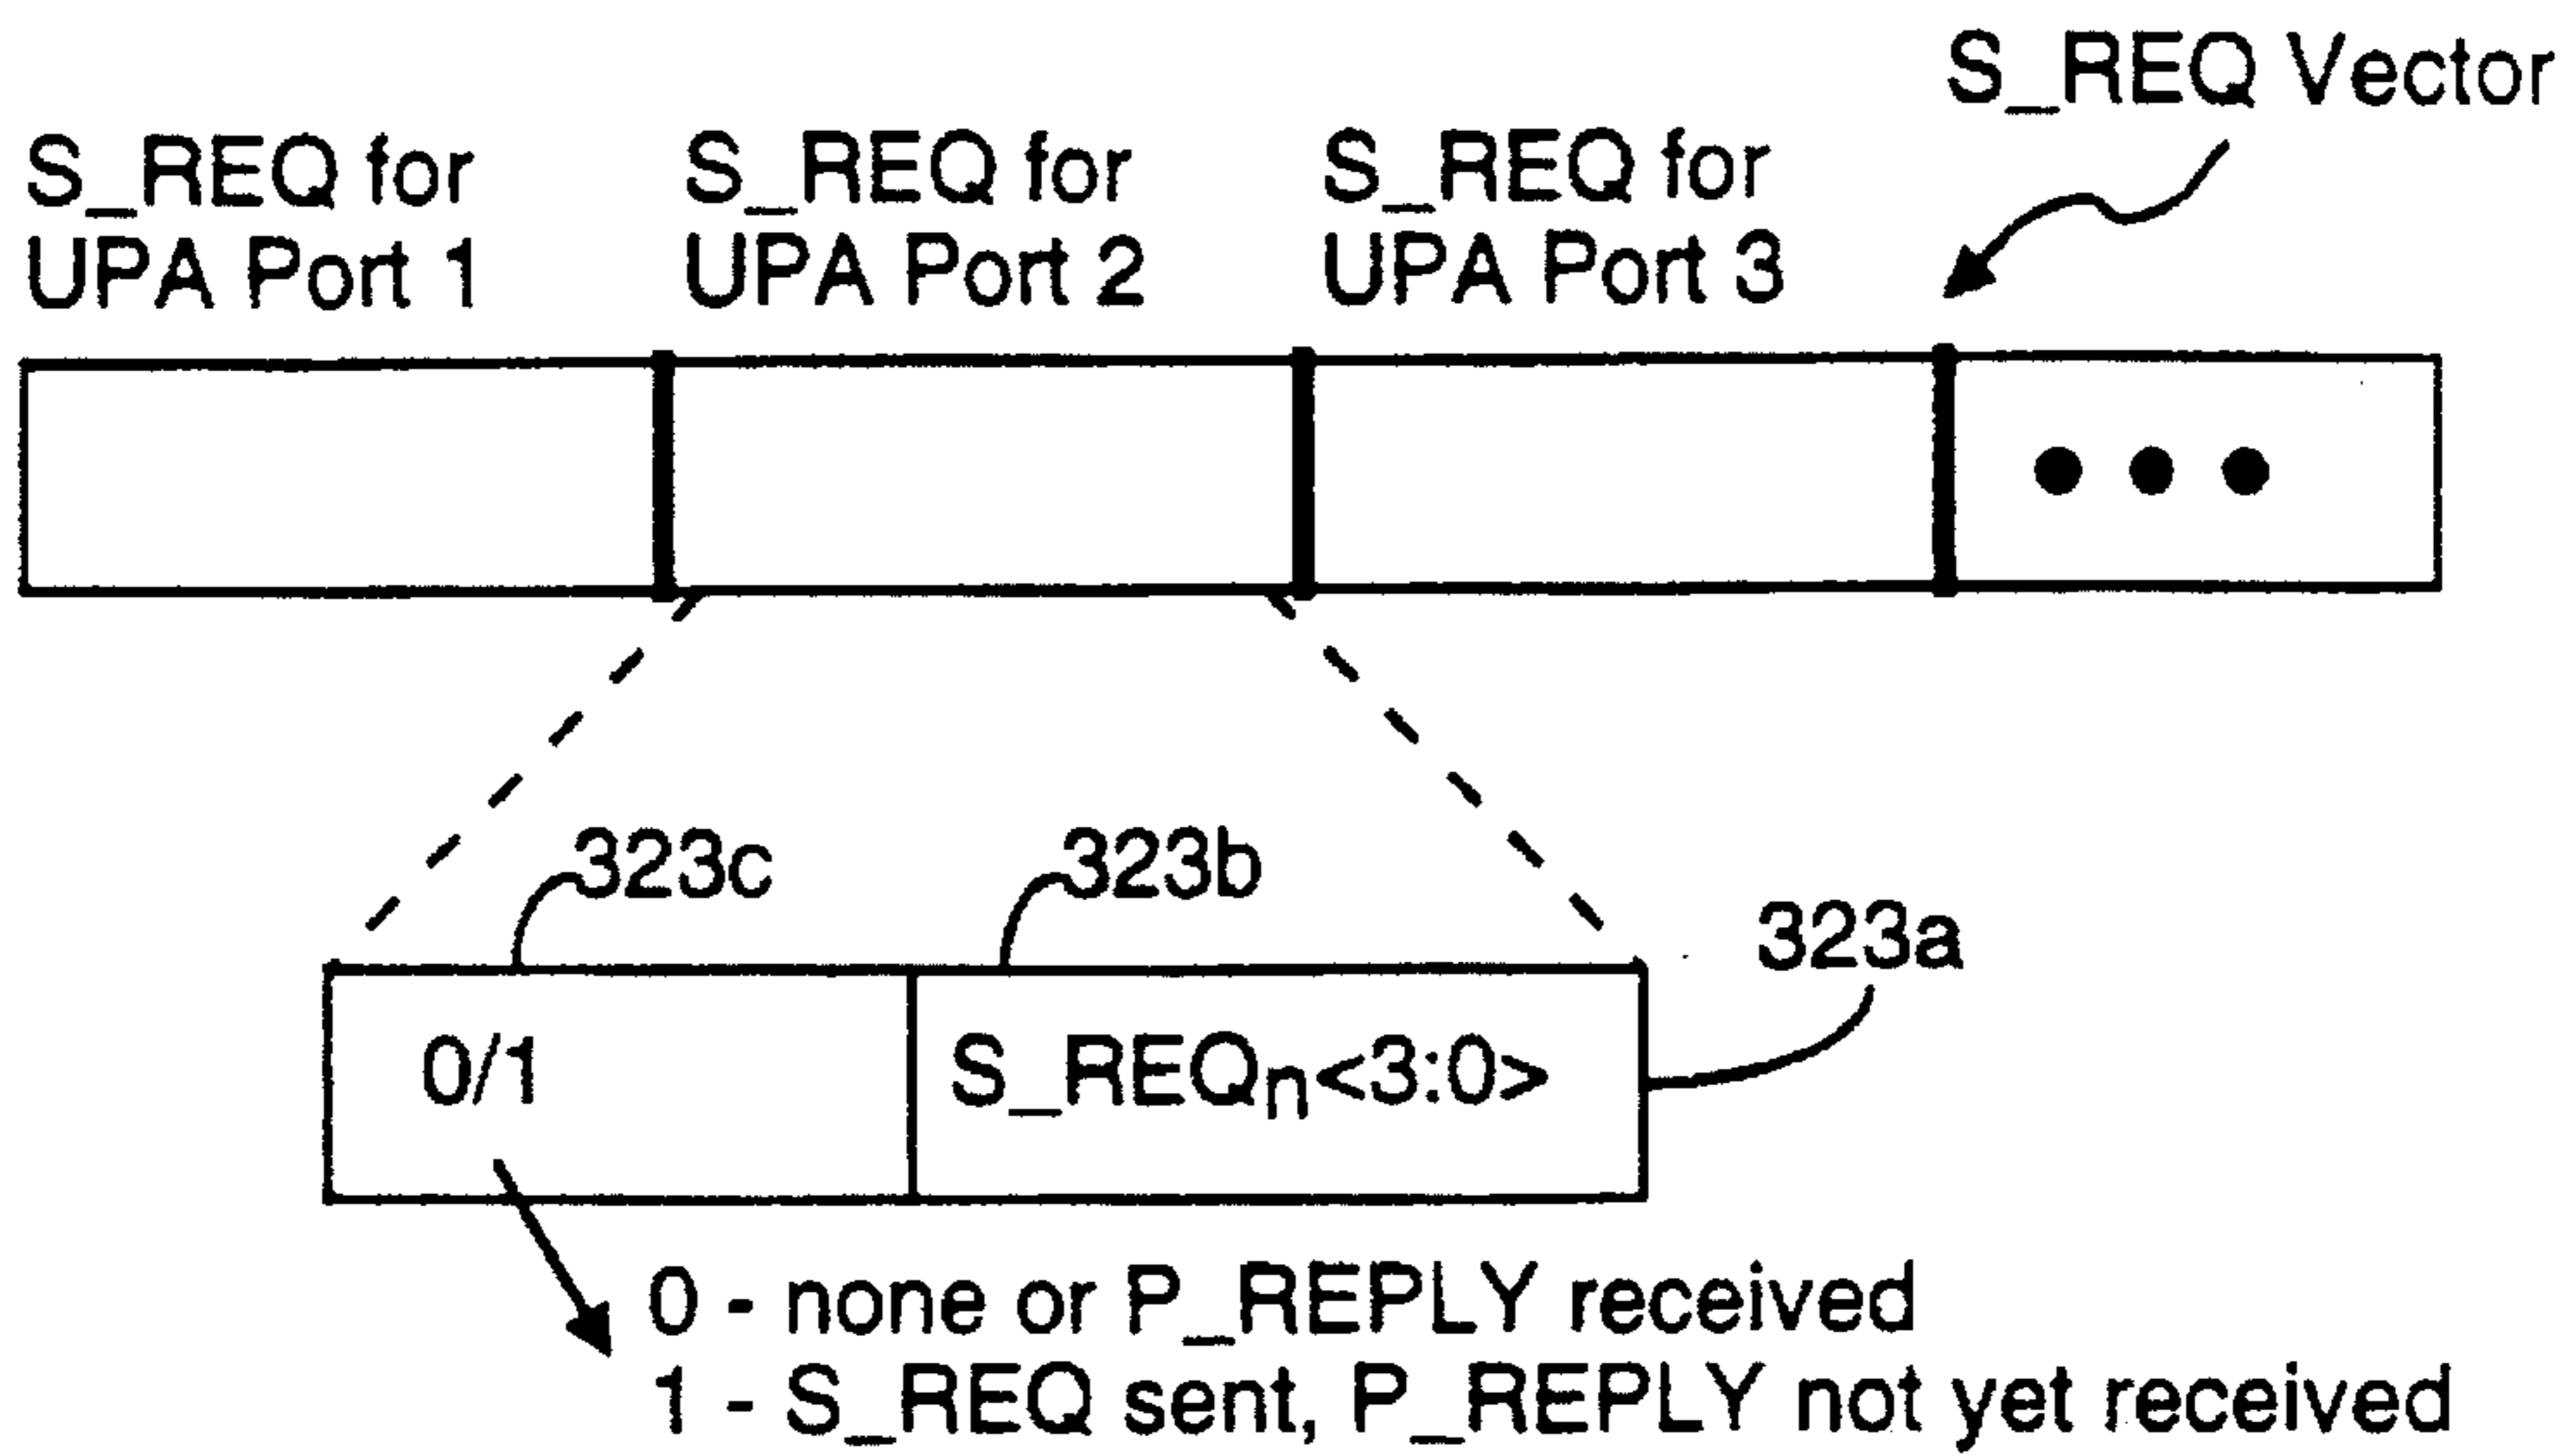 S_REQ Vector
S_REQ for
UPA Port 1
S_REQ for
UPA Port 2
S_REQ for
UPA Port 3
323c
323b
323a
0/1
S_REQn<3:0>
0 - none or P_REPLY received
1 - S_REQ sent, P_REPLY not yet received